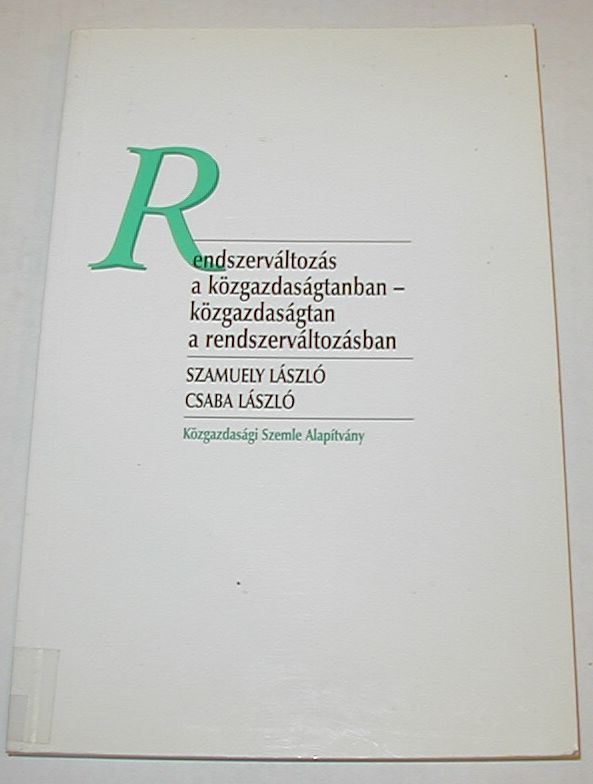 Rendszerváltozás
a közgazdaságtanban –
közgazdaságtan
a rendszerváltozásban
SZAMUELY LÁSZLÓ
CSABA LÁSZLÓ
Közgazdasági Szemle Alapítvány